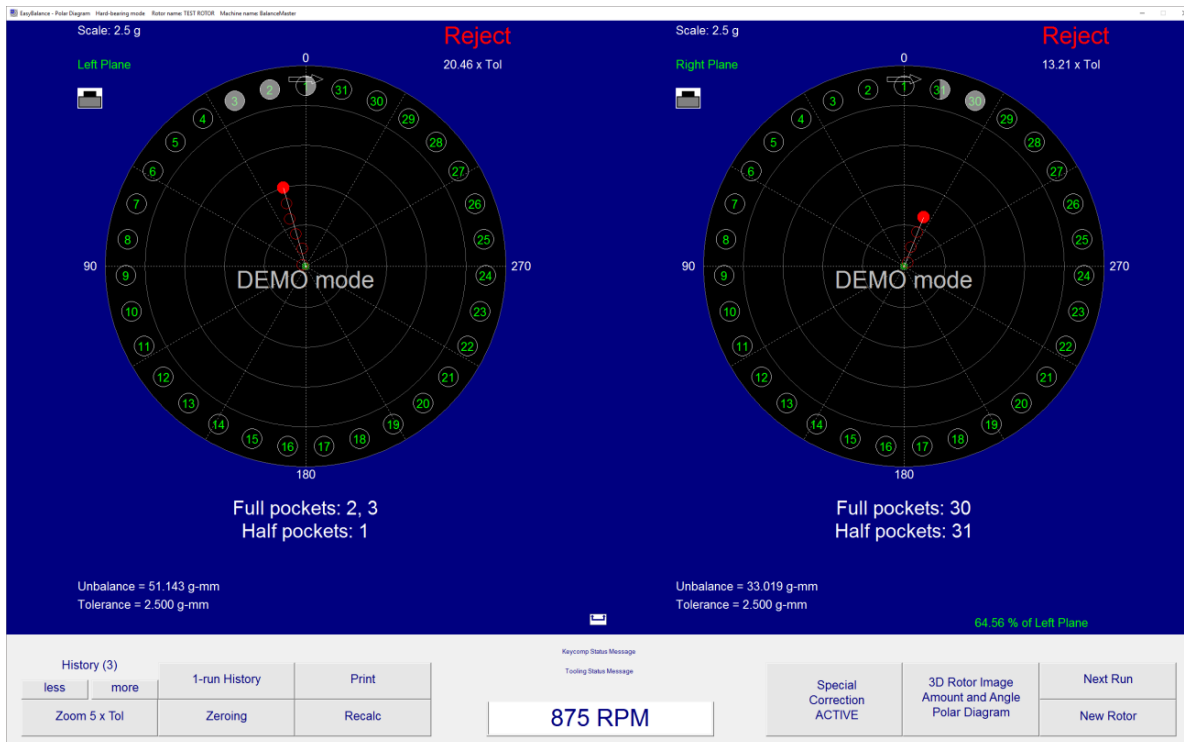 EasyBalance - Polar Diagram   Hard-bearing mode   Rotor name: TEST ROTOR   Machine name: BalanceMaster
Scale: 2.5 g
Reject
Left Plane
20.46 x Tol
0
1
2
3
4
5
6
7
8
9
10
11
12
13
14
15
16
17
18
19
20
21
22
23
24
25
26
27
28
29
30
31
90
270
180
DEMO mode
Full pockets: 2, 3
Half pockets: 1
Unbalance = 51.143 g-mm
Tolerance = 2.500 g-mm
Scale: 2.5 g
Reject
Right Plane
13.21 x Tol
0
1
2
3
4
5
6
7
8
9
10
11
12
13
14
15
16
17
18
19
20
21
22
23
24
25
26
27
28
29
30
31
90
270
180
DEMO mode
Full pockets: 30
Half pockets: 31
Unbalance = 33.019 g-mm
Tolerance = 2.500 g-mm
64.56 % of Left Plane
History (3)
less
more
Zoom 5 x Tol
1-run History
Zeroing
Print
Recalc
Keycomp Status Message
Tooling Status Message
875 RPM
Special
Correction
ACTIVE
3D Rotor Image
Amount and Angle
Polar Diagram
Next Run
New Rotor